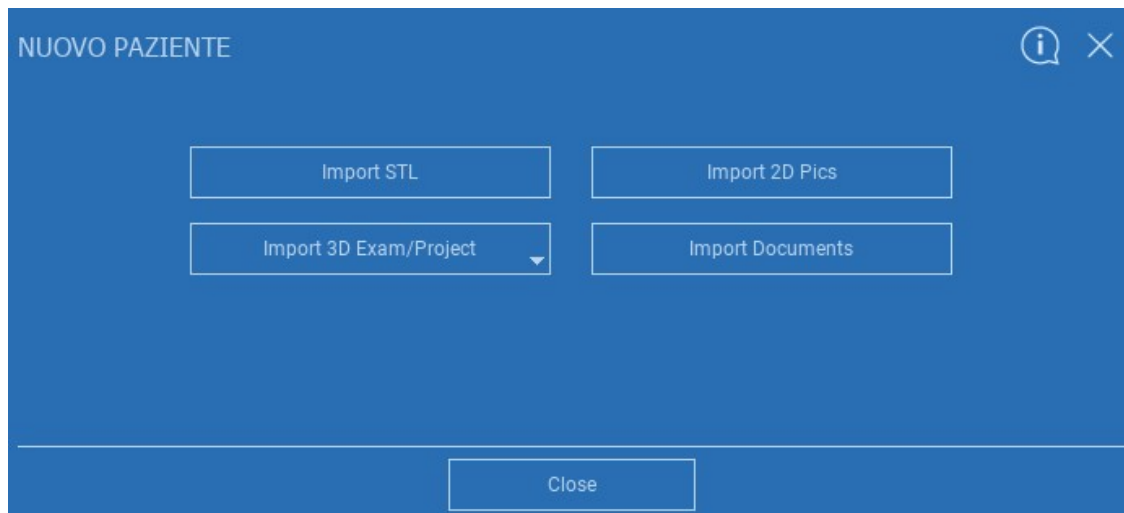 NUOVO PAZIENTE
Import STL
Import 2D Pics
Import 3D Exam/Project
Import Documents
Close